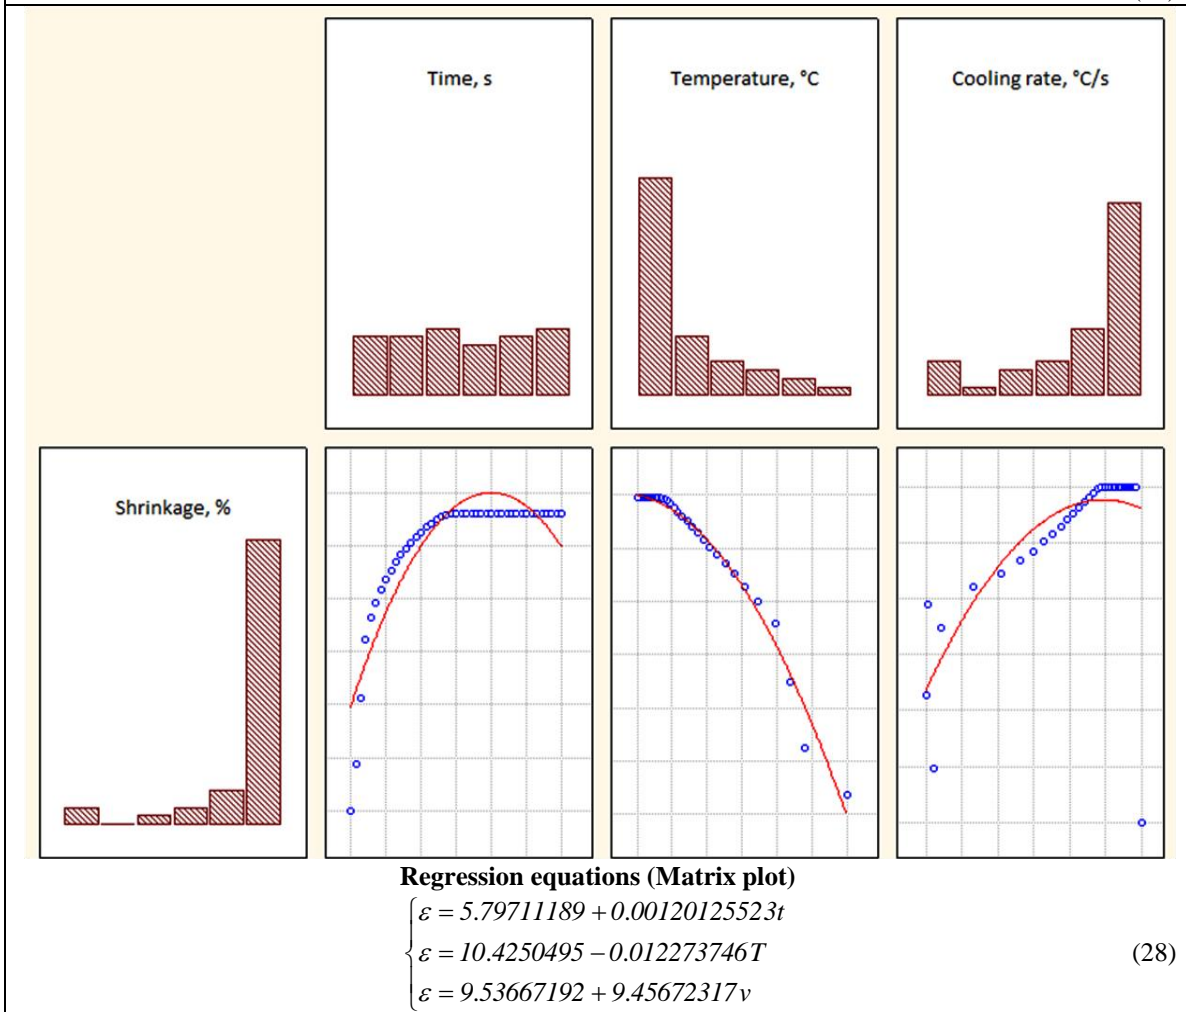 Time, s
Temperature, °C
Cooling rate, °C/s
Shrinkage, %
Regression equations (Matrix plot)
ε = 5.79711189 + 0.00120125523t
ε = 10.4250495 − 0.012273746T
ε = 9.53667192 + 9.45672317v
(28)